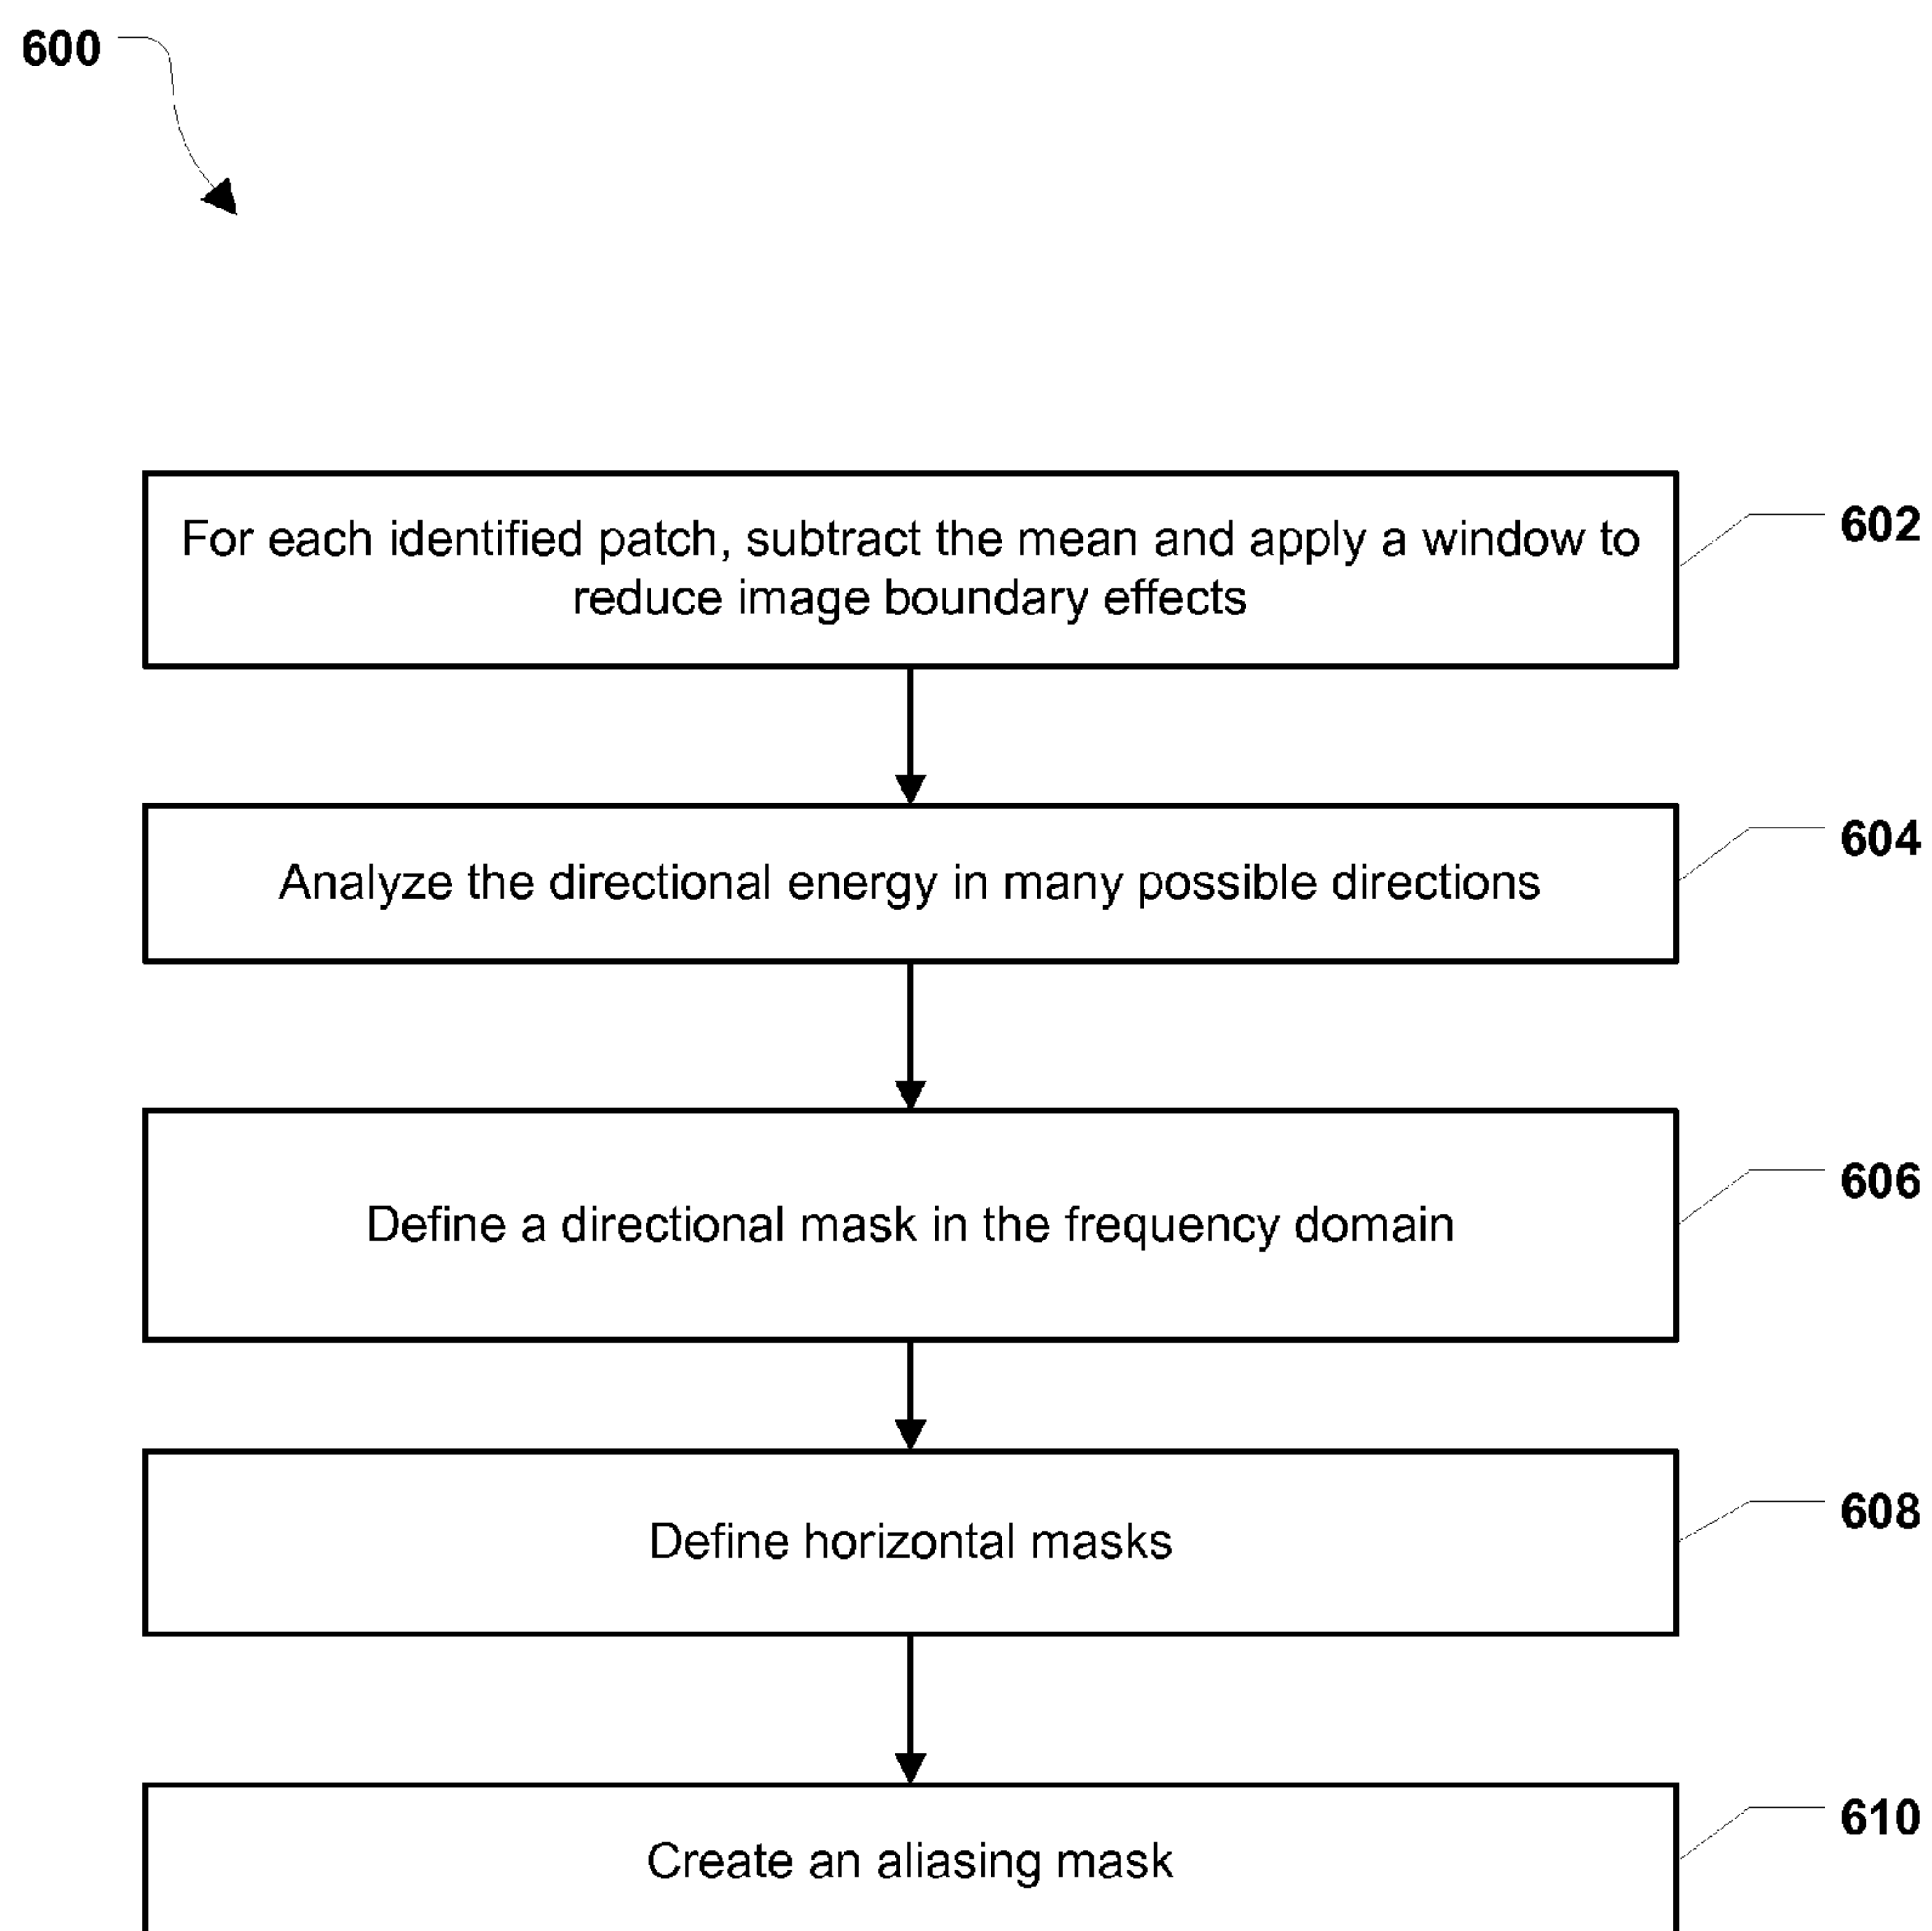 600
For each identified patch, subtract the mean and apply a window to
reduce image boundary effects
602
Analyze the directional energy in many possible directions
604
Define a directional mask in the frequency domain
606
Define horizontal masks
608
Create an aliasing mask
610